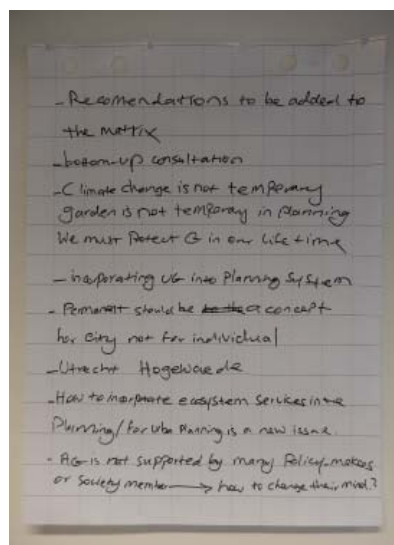 - Recomendations to be added to
the matrix
- bottom-up consultation
- Climate change is not temporary
garden is not temporary in planning
We must Protect G in our life time
- incorporating UG into Planning System
- Permanent should be a concept
for City not for individual
- Utrecht Hogeweide
- How to incorporate ecosystem services in the
Planning / for Urban Planning is a new issue.
- AG is not supported by many Policy-makers
or Society member → how to change their mind?